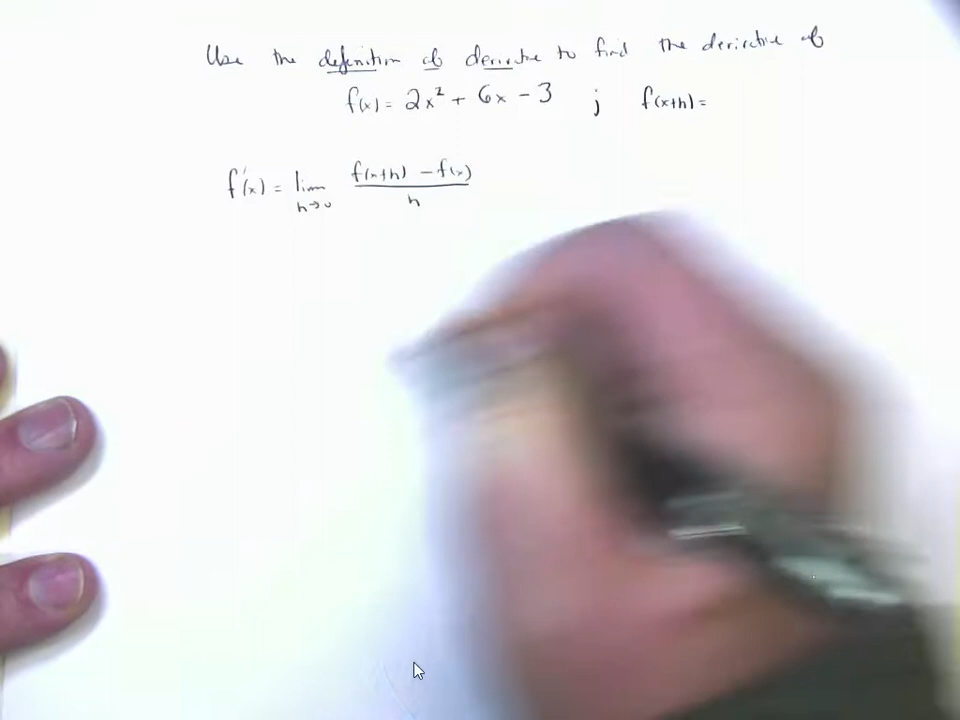 Use the definition of derivative to find the derivative of
f(x) = 2x² + 6x - 3 ; f(x+h) =
f'(x) = lim h→0 f(x+h) - f(x) / h